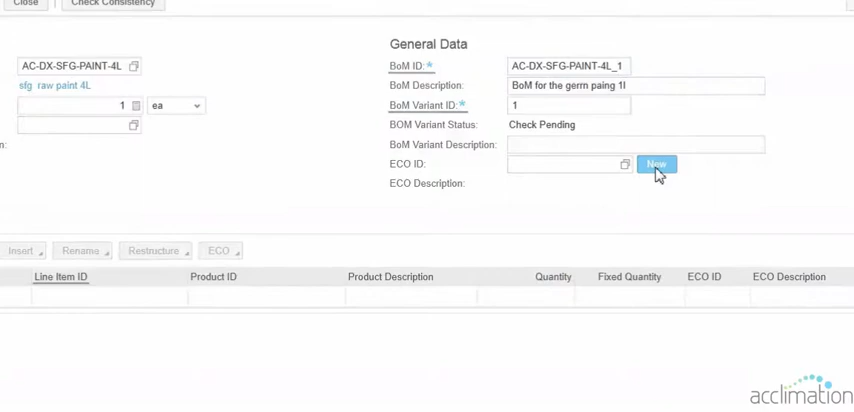 Close Check Consistency
General Data
AC-DX-SFG-PAINT-4L BoM ID:* AC-DX-SFG-PAINT-4L_1
sfg raw paint 4L BoM Description: BoM for the gerrn paing 1l
1 ea BoM Variant ID:* 1
BOM Variant Status: Check Pending
n: BoM Variant Description:
ECO ID: New
ECO Description:
Insert Rename Restructure ECO
Line Item ID Product ID Product Description Quantity Fixed Quantity ECO ID ECO Description
acclimation